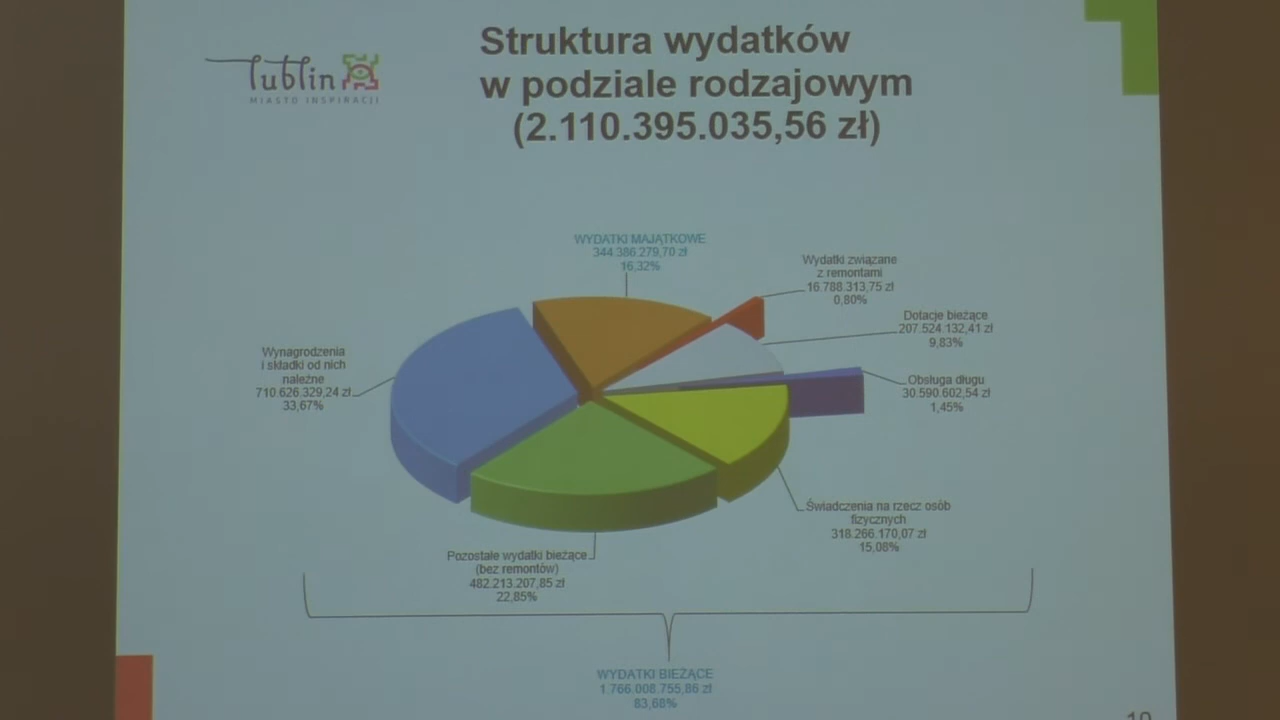 Lublin
MIASTO INSPIRACJI
Struktura wydatków
w podziale rodzajowym
(2.110.395.035,56 zł)
WYDATKI MAJĄTKOWE
344.386.279,70 zł
16,32%
Wydatki związane
z remontami
16.788.313,75 zł
0,80%
Dotacje bieżące
207.524.132,41 zł
9,83%
Obsługa długu
30.590.602,54 zł
1,45%
Świadczenia na rzecz osób
fizycznych
318.266.170,07 zł
15,08%
Pozostałe wydatki bieżące
(bez remontów)
482.213.207,85 zł
22,85%
Wynagrodzenia
i składki od nich
należne
710.626.329,24 zł
33,67%
WYDATKI BIEŻĄCE
1.766.008.755,86 zł
83,68%